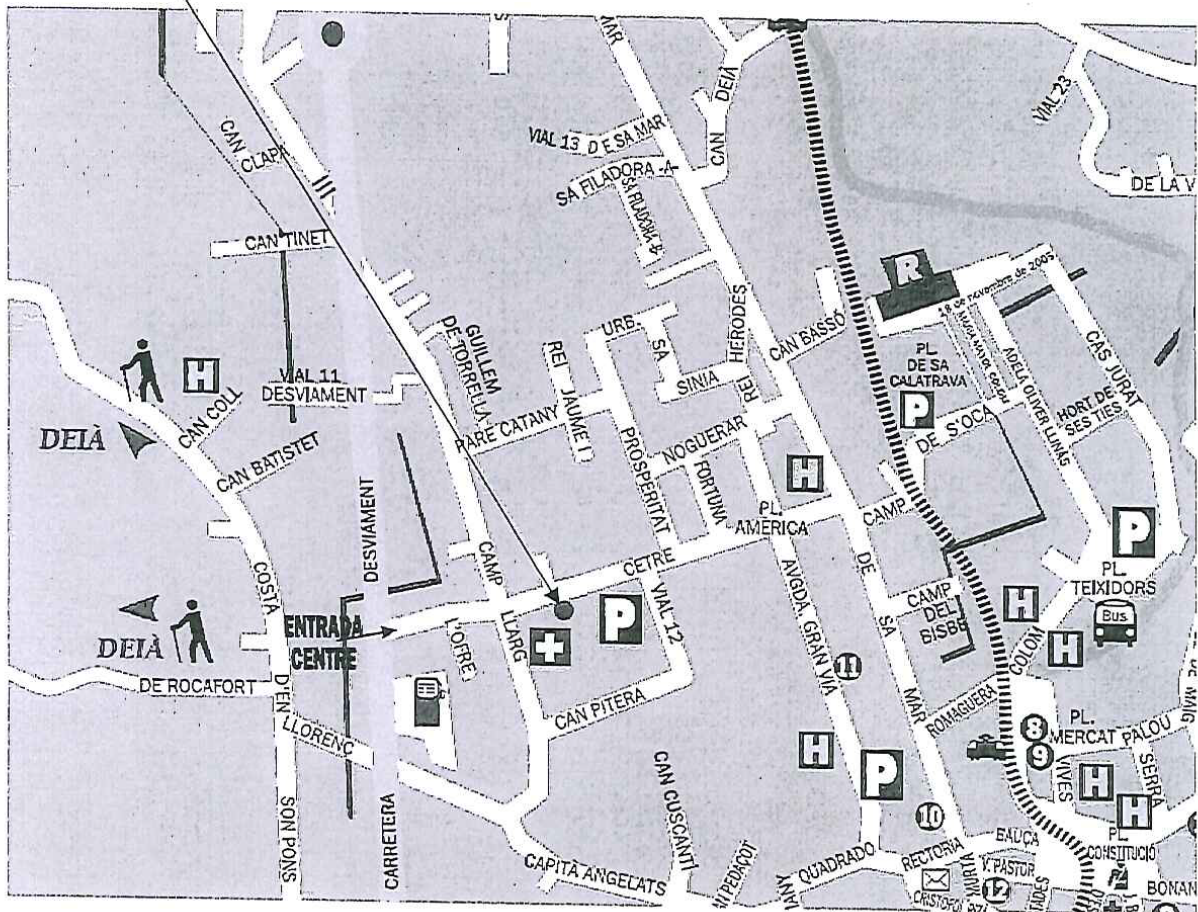 MAR
CAN DEIÀ
VIAL 23
CAN CLAPA
VIAL 13 DE SA MAR
SA FILADORA -A-
SA FILADORA B
DE LA V
CAN TINET
R
18 de novembre de 2005
HERODES
REI
GUILLEM
DE TORRELLA
URB.
SA
SINIA
CAN BASSÓ
PL.
DE SA
CALATRAVA
P
ADELA OLIVER LLINÀS
CAS JURAT
HORT DE
SES TIES
DE S'OCA
H
VIAL 11
DESVIAMENT
REI JAUME I
PARE CATANY
CAN COLL
DEIÀ
CAN BATISTET
PROSPERITAT
NOGUERAR
FORTUNA
H
PL.
AMÈRICA
CAMP
DESVIAMENT
COSTA
D'EN
LLORENÇ
CAMP
LLARG
CETRE
P
PL.
TEIXIDORS
Bus
H
H
CAMP
DEL
BISBE
COLOM
DEIÀ
ENTRADA
CENTRE
L'OFRE
P
VIAL 12
AVGDA. GRAN VIA
DE
SA
MAR
11
DE ROCAFORT
CAN PITERA
ROMAGUERA
PL.
MERCAT
8
9
PALOU
VIVES
SERRA
MAIG
H
P
H
H
SON PONS
CARRETERA
CAN CUSCANTI
10
BAUÇA
PL.
CONSTITUCIÓ
CAPITÀ ANGELATS
QUADRADO
RECTORIA
V. PASTOR
12
CRISTOFO
BONAN